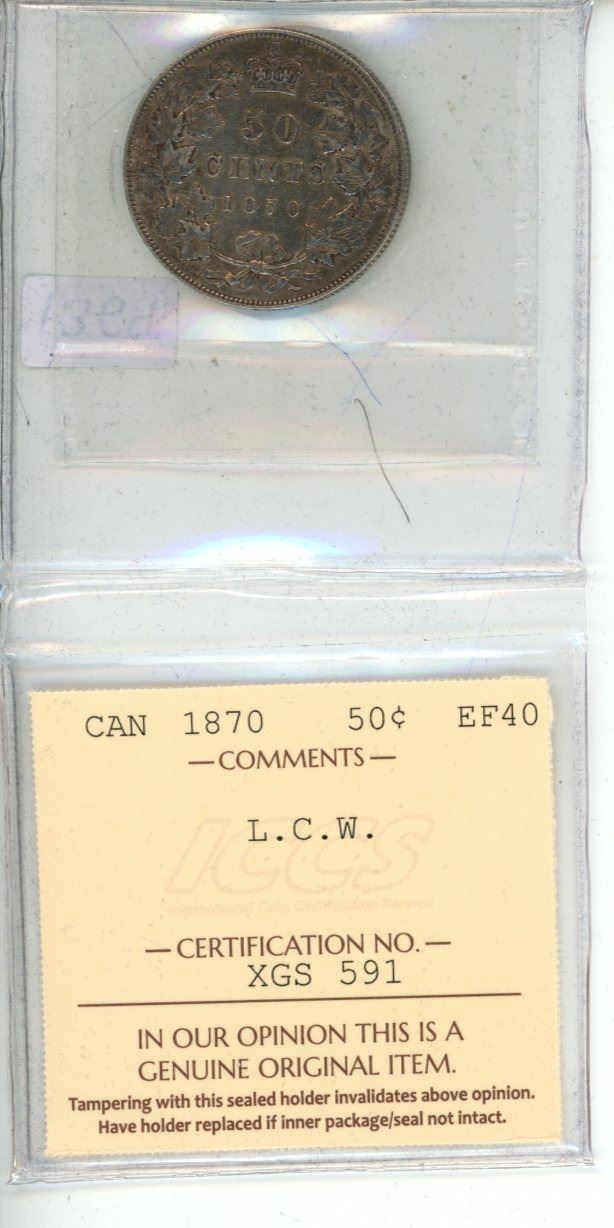 50
CENTS
1870
CAN 1870 50¢ EF40
— COMMENTS —
L.C.W.
ICCS
International Coin Certification Service
— CERTIFICATION NO. —
XGS 591
IN OUR OPINION THIS IS A
GENUINE ORIGINAL ITEM.
Tampering with this sealed holder invalidates above opinion.
Have holder replaced if inner package/seal not intact.